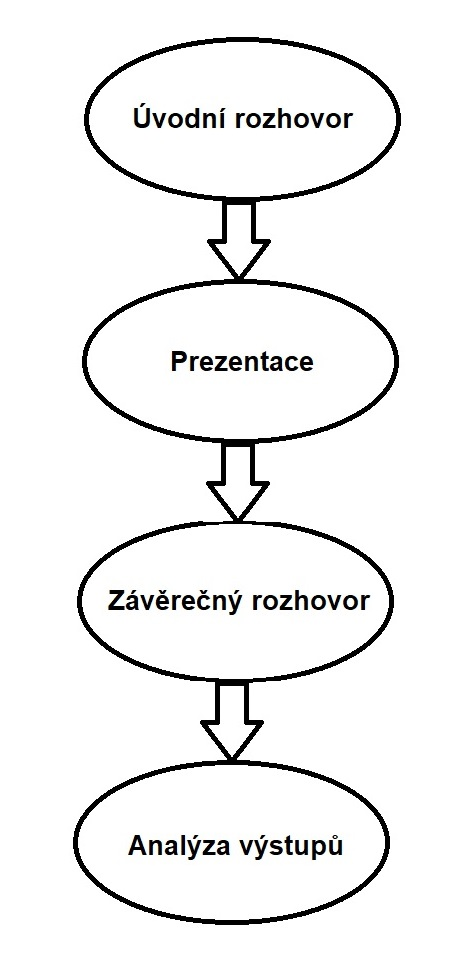 Úvodní rozhovor
Prezentace
Závěrečný rozhovor
Analýza výstupů